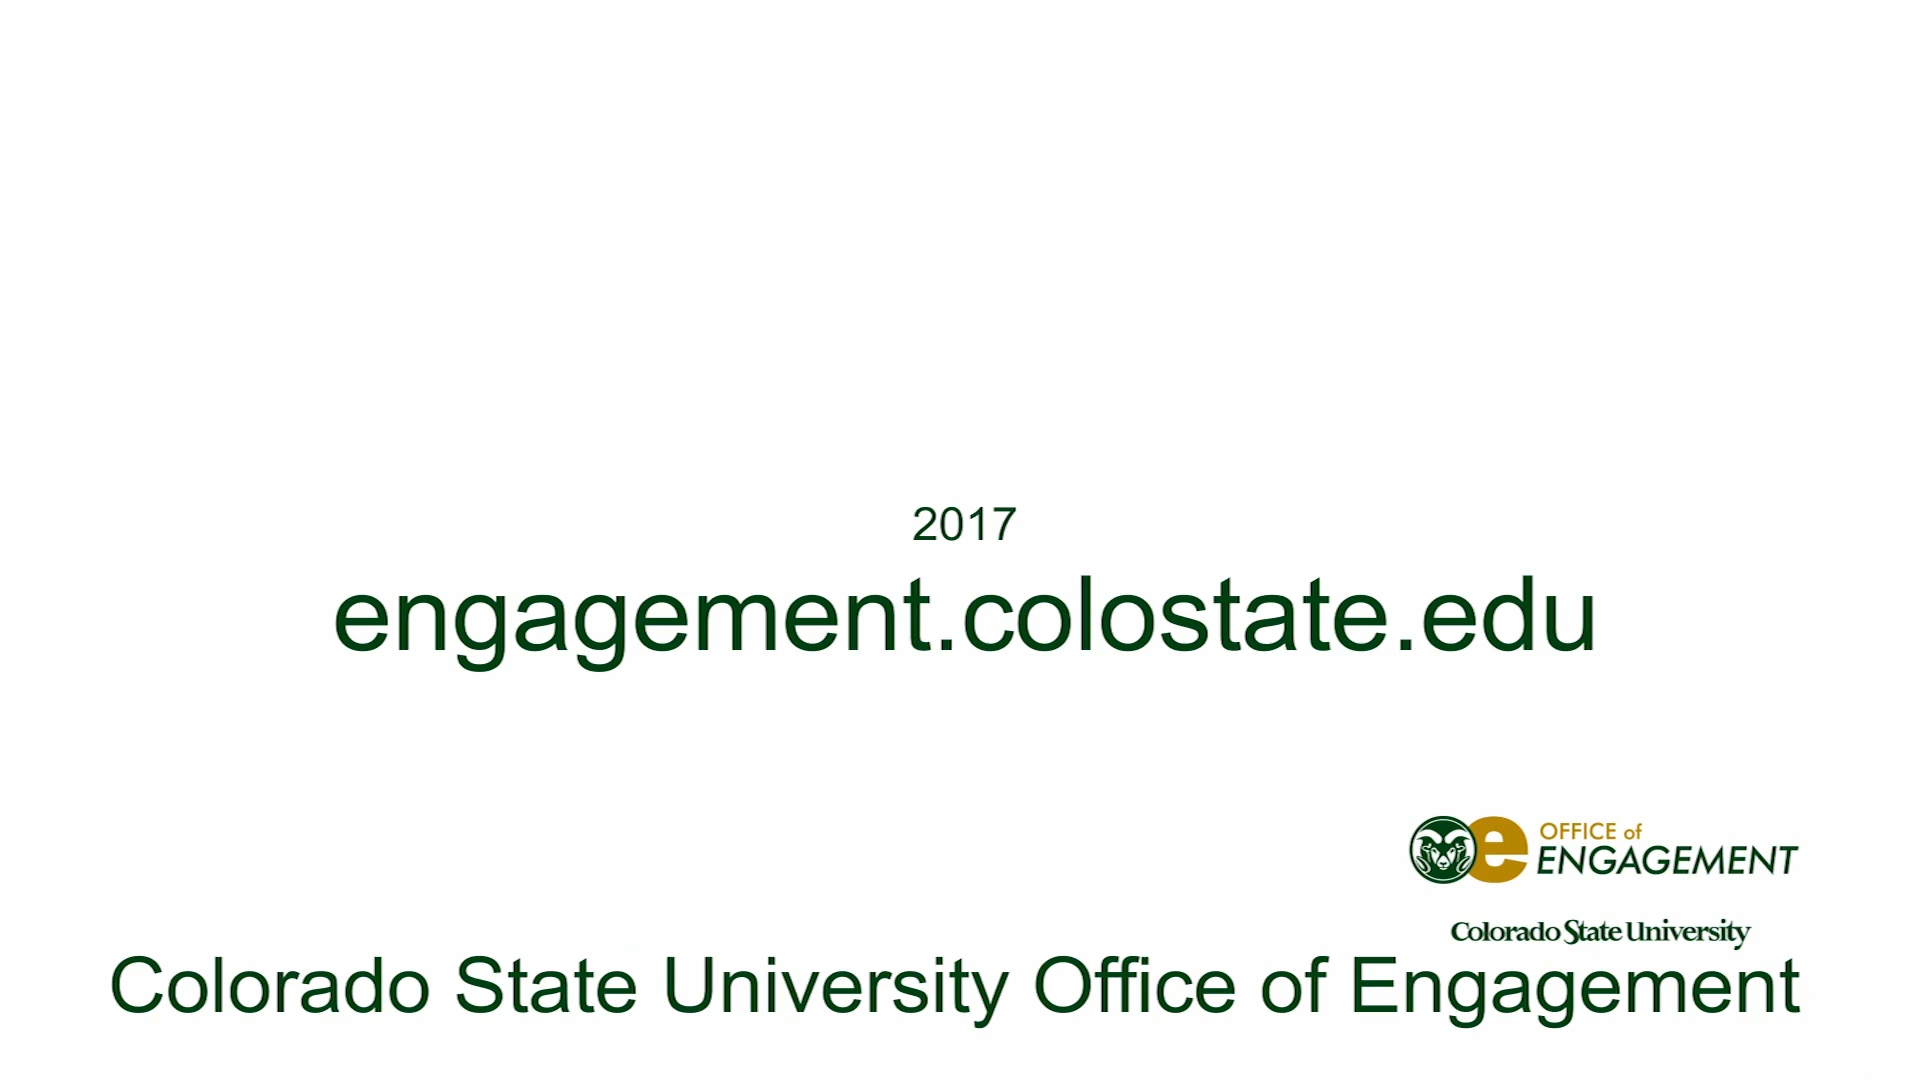 2017
engagement.colostate.edu
e OFFICE of
ENGAGEMENT
Colorado State University
Colorado State University Office of Engagement